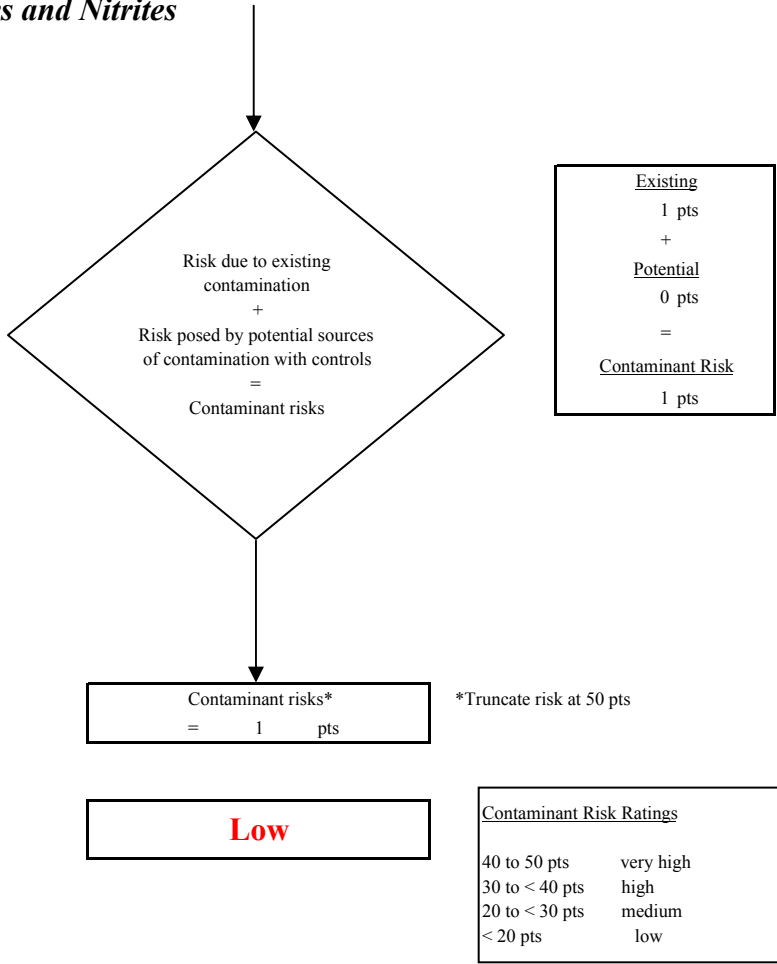 and Nitrites
Risk due to existing
contamination
+
Risk posed by potential sources
of contamination with controls
=
Contaminant risks
Existing
1 pts
+
Potential
0 pts
=
Contaminant Risk
1 pts
Contaminant risks*
= 1 pts
*Truncate risk at 50 pts
Low
Contaminant Risk Ratings
40 to 50 pts very high
30 to < 40 pts high
20 to < 30 pts medium
< 20 pts low